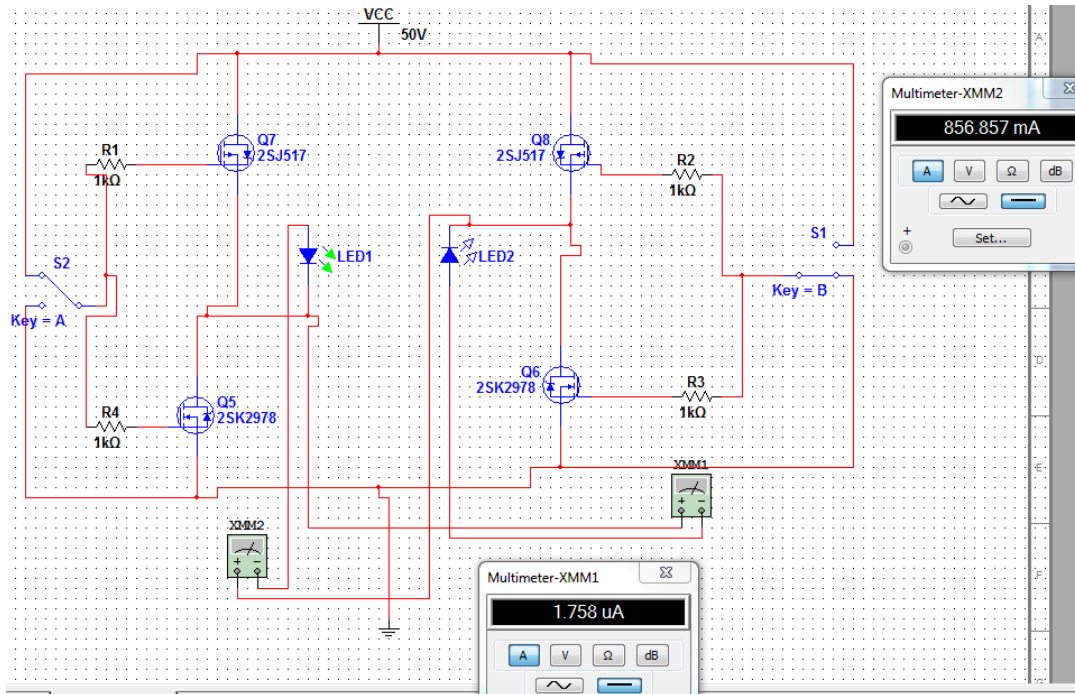 VCC
50V
A
Multimeter-XMM2
856.857 mA
A
V
Ω
dB
+
Set...
Q7
2SJ517
Q8
2SJ517
R1
1kΩ
R2
1kΩ
S1
Key = B
S2
Key = A
LED1
LED2
D
Q6
2SK2978
R3
1kΩ
Q5
2SK2978
R4
1kΩ
E
XMM1
+ −
XMM2
+ −
F
Multimeter-XMM1
1.758 uA
A
V
Ω
dB
G